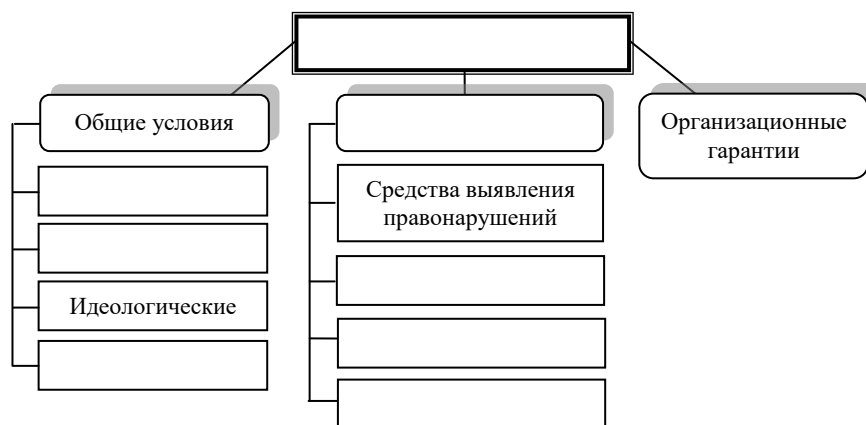 Общие условия
Организационные
гарантии
Средства выявления
правонарушений
Идеологические